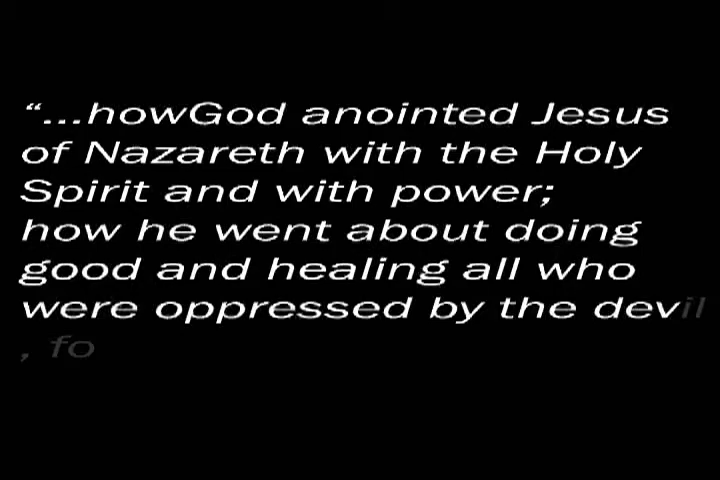 “...howGod anointed Jesus
of Nazareth with the Holy
Spirit and with power;
how he went about doing
good and healing all who
were oppressed by the devil
, fo